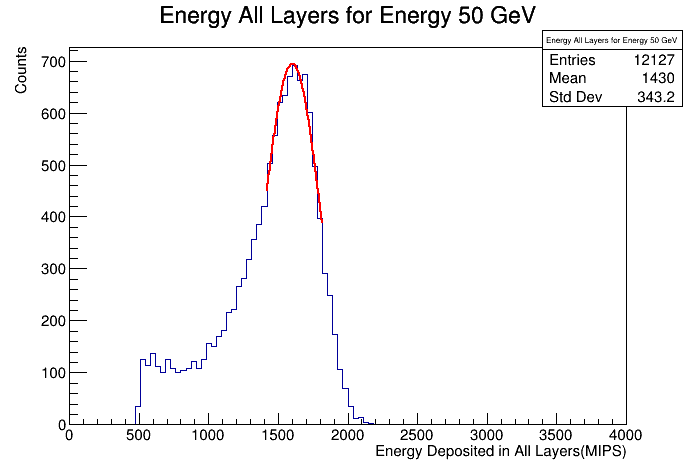 Energy All Layers for Energy 50 GeV
Energy All Layers for Energy 50 GeV
Entries 12127
Mean 1430
Std Dev 343.2
Counts
700
600
500
400
300
200
100
0
0 500 1000 1500 2000 2500 3000 3500 4000
Energy Deposited in All Layers(MIPS)